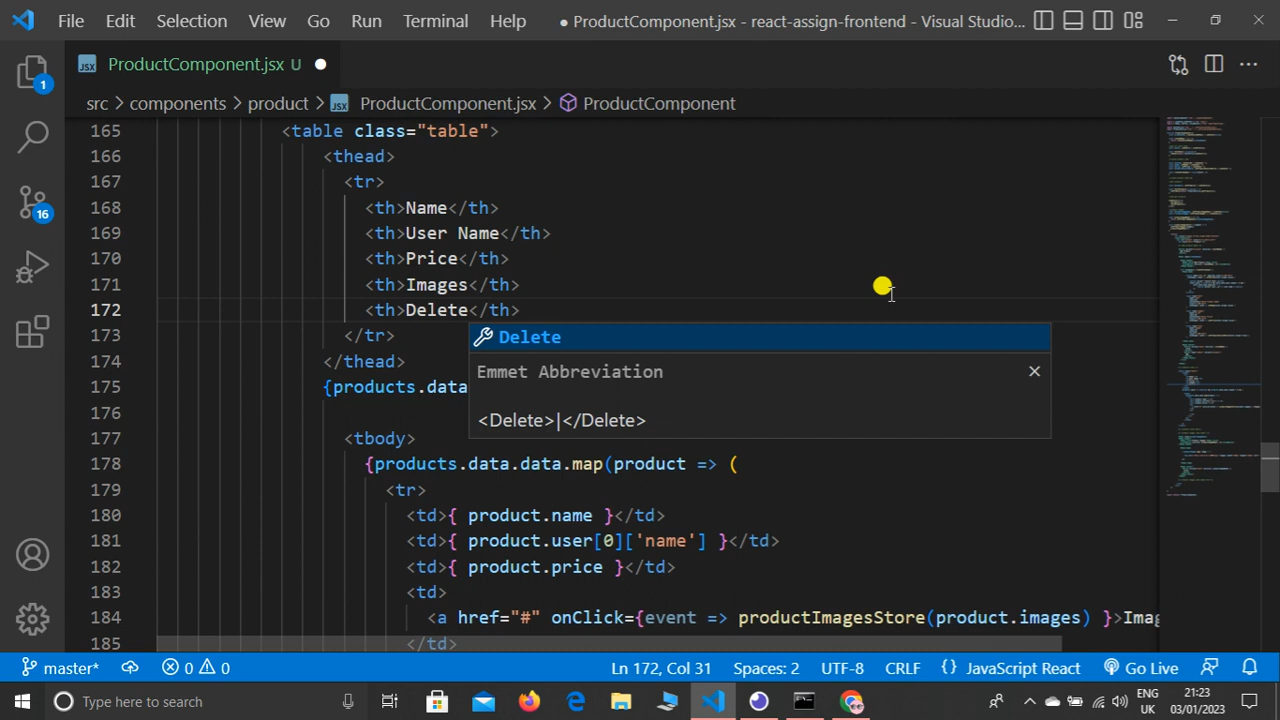 File Edit Selection View Go Run Terminal Help ● ProductComponent.jsx - react-assign-frontend - Visual Studio...
1
JSX ProductComponent.jsx U ●
src > components > product > JSX ProductComponent.jsx > ProductComponent
165 <table class="table">
166 <thead>
167 <tr>
168 <th>Name</th>
169 <th>User Name</th>
170 <th>Price</th>
171 <th>Images</th>
172 <th>Delete</th>
173 </tr>
Delete
174 </thead>
Emmet Abbreviation
175 {products.data
176
<Delete>|</Delete>
177 <tbody>
178 {products.data.data.map(product => (
179 <tr>
180 <td>{ product.name }</td>
181 <td>{ product.user[0]['name'] }</td>
182 <td>{ product.price }</td>
183 <td>
184 <a href="#" onClick={event => productImagesStore(product.images) }>Imag
185 </td>
16
master* 0 0 Ln 172, Col 31 Spaces: 2 UTF-8 CRLF {} JavaScript React Go Live
Type here to search
ENG 21:23
UK 03/01/2023